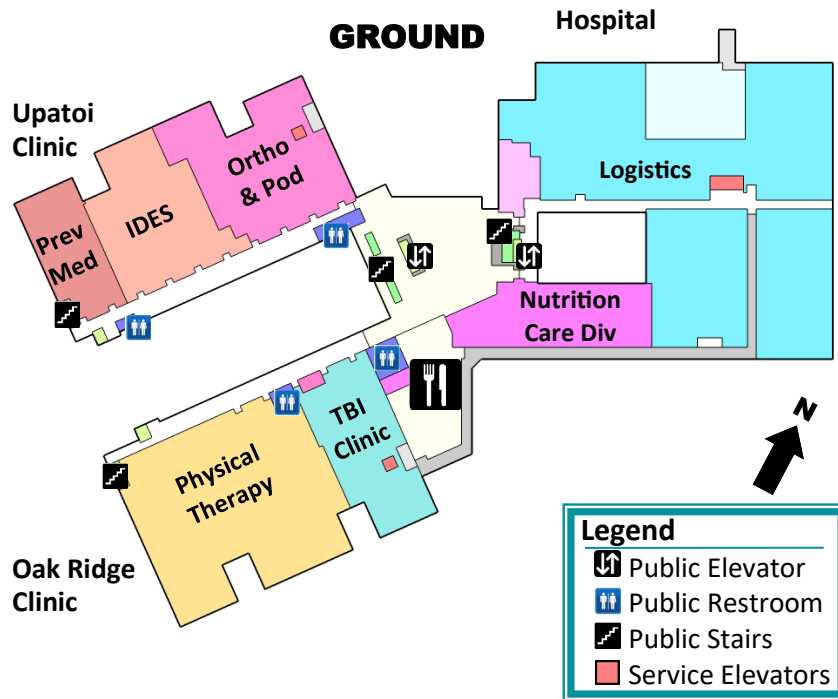 GROUND
Hospital
Upatoi
Clinic
Ortho
& Pod
IDES
Prev
Med
Logistics
Nutrition
Care Div
TBI
Clinic
Physical
Therapy
Oak Ridge
Clinic
N
Legend
Public Elevator
Public Restroom
Public Stairs
Service Elevators